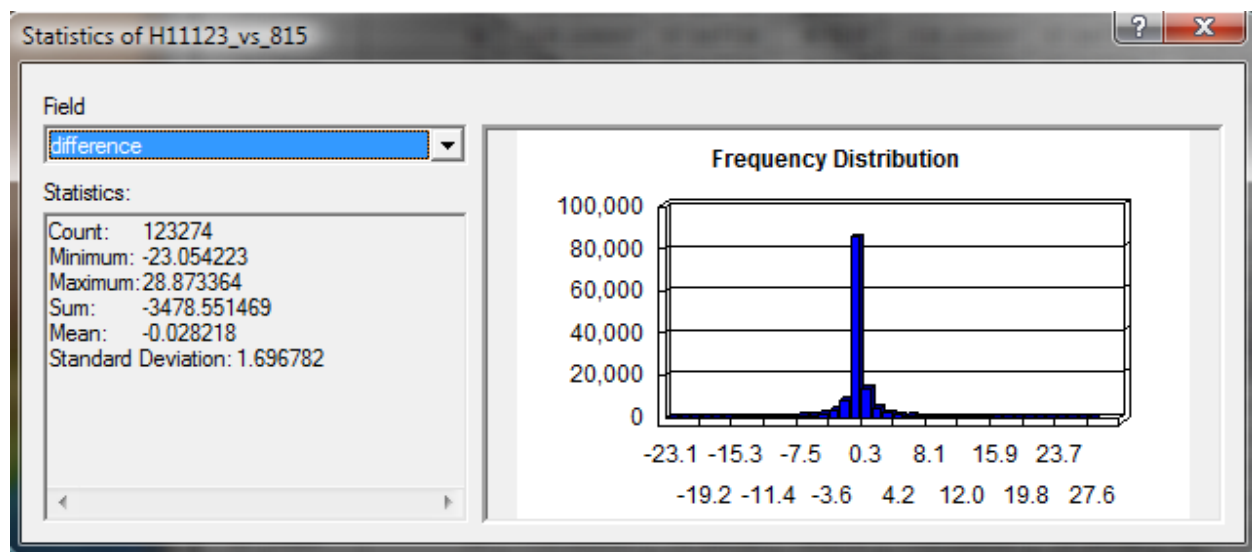 Statistics of H11123_vs_815
?
X
Field
difference
Statistics:
Count: 123274
Minimum: -23.054223
Maximum: 28.873364
Sum: -3478.551469
Mean: -0.028218
Standard Deviation: 1.696782
Frequency Distribution
100,000
80,000
60,000
40,000
20,000
0
-23.1 -15.3 -7.5 0.3 8.1 15.9 23.7
-19.2 -11.4 -3.6 4.2 12.0 19.8 27.6